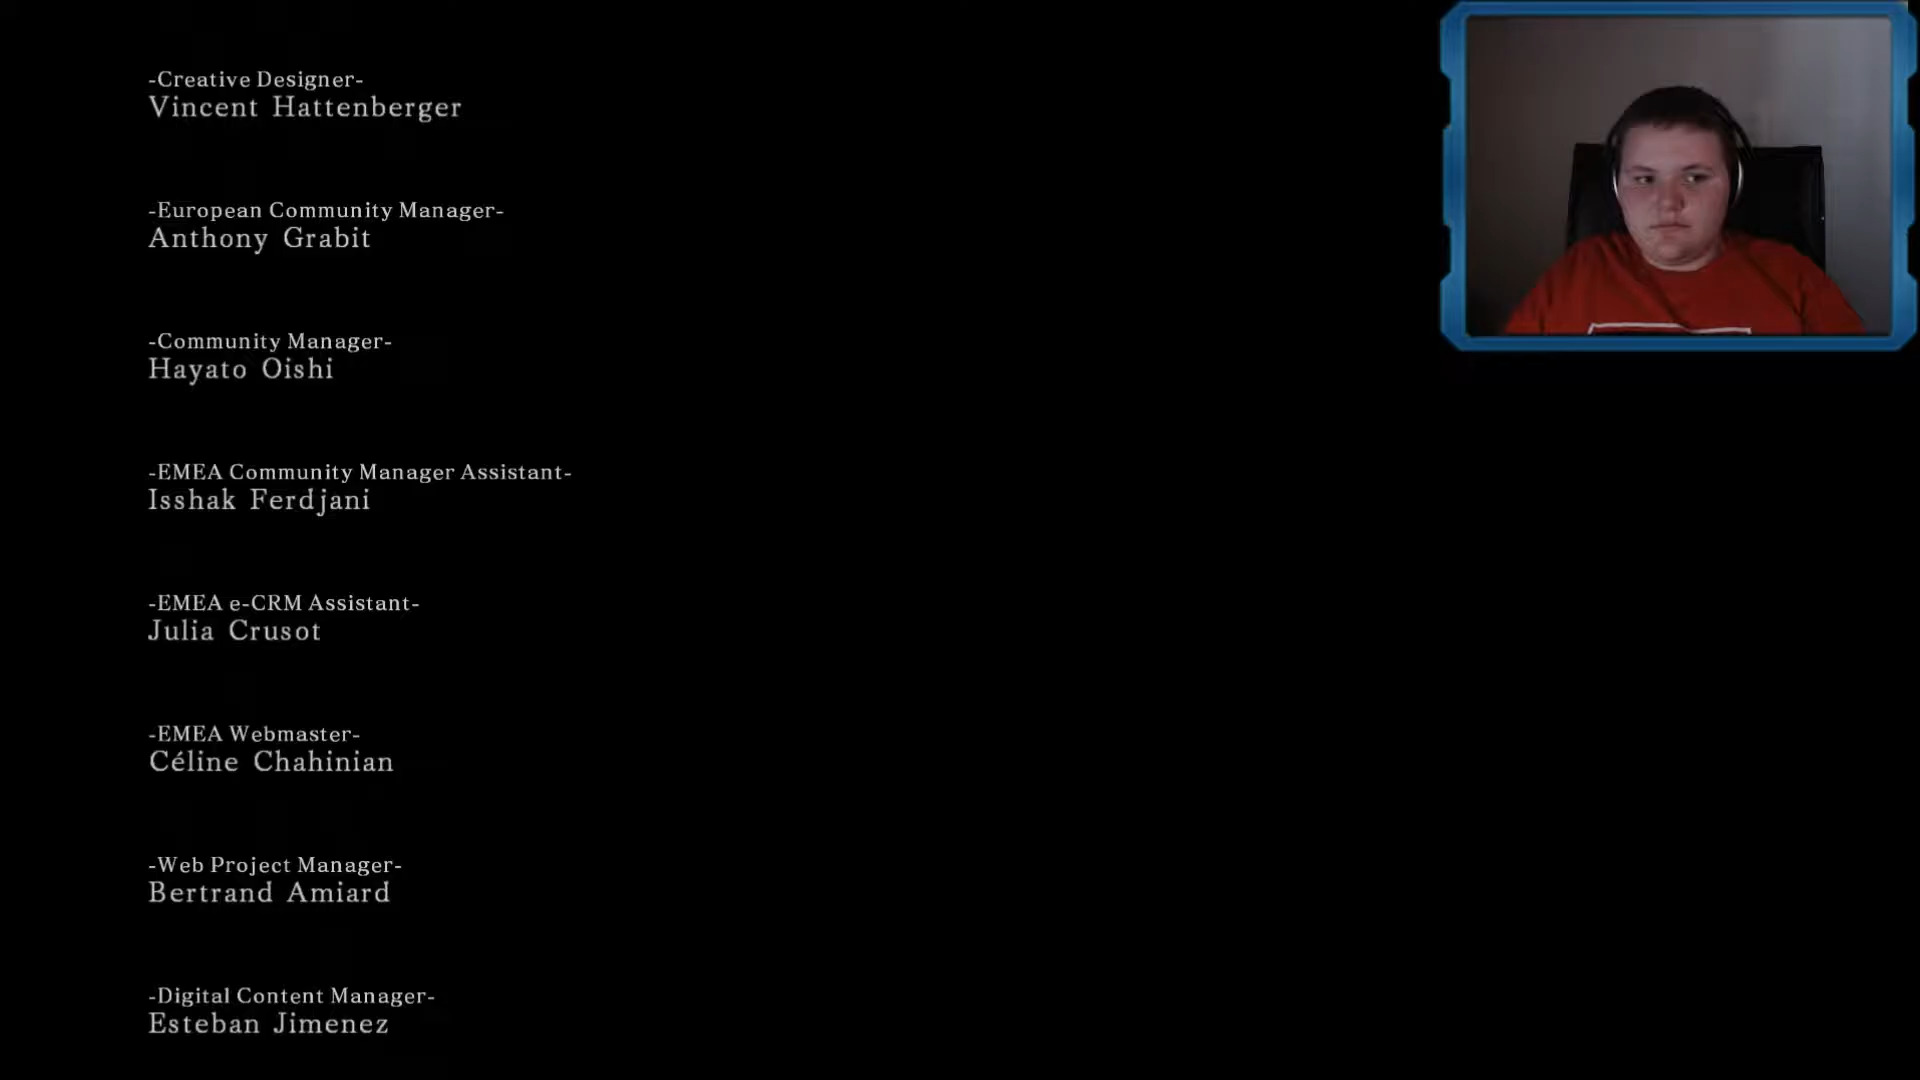 -Creative Designer-
Vincent Hattenberger
-European Community Manager-
Anthony Grabit
-Community Manager-
Hayato Oishi
-EMEA Community Manager Assistant-
Isshak Ferdjani
-EMEA e-CRM Assistant-
Julia Crusot
-EMEA Webmaster-
Céline Chahinian
-Web Project Manager-
Bertrand Amiard
-Digital Content Manager-
Esteban Jimenez